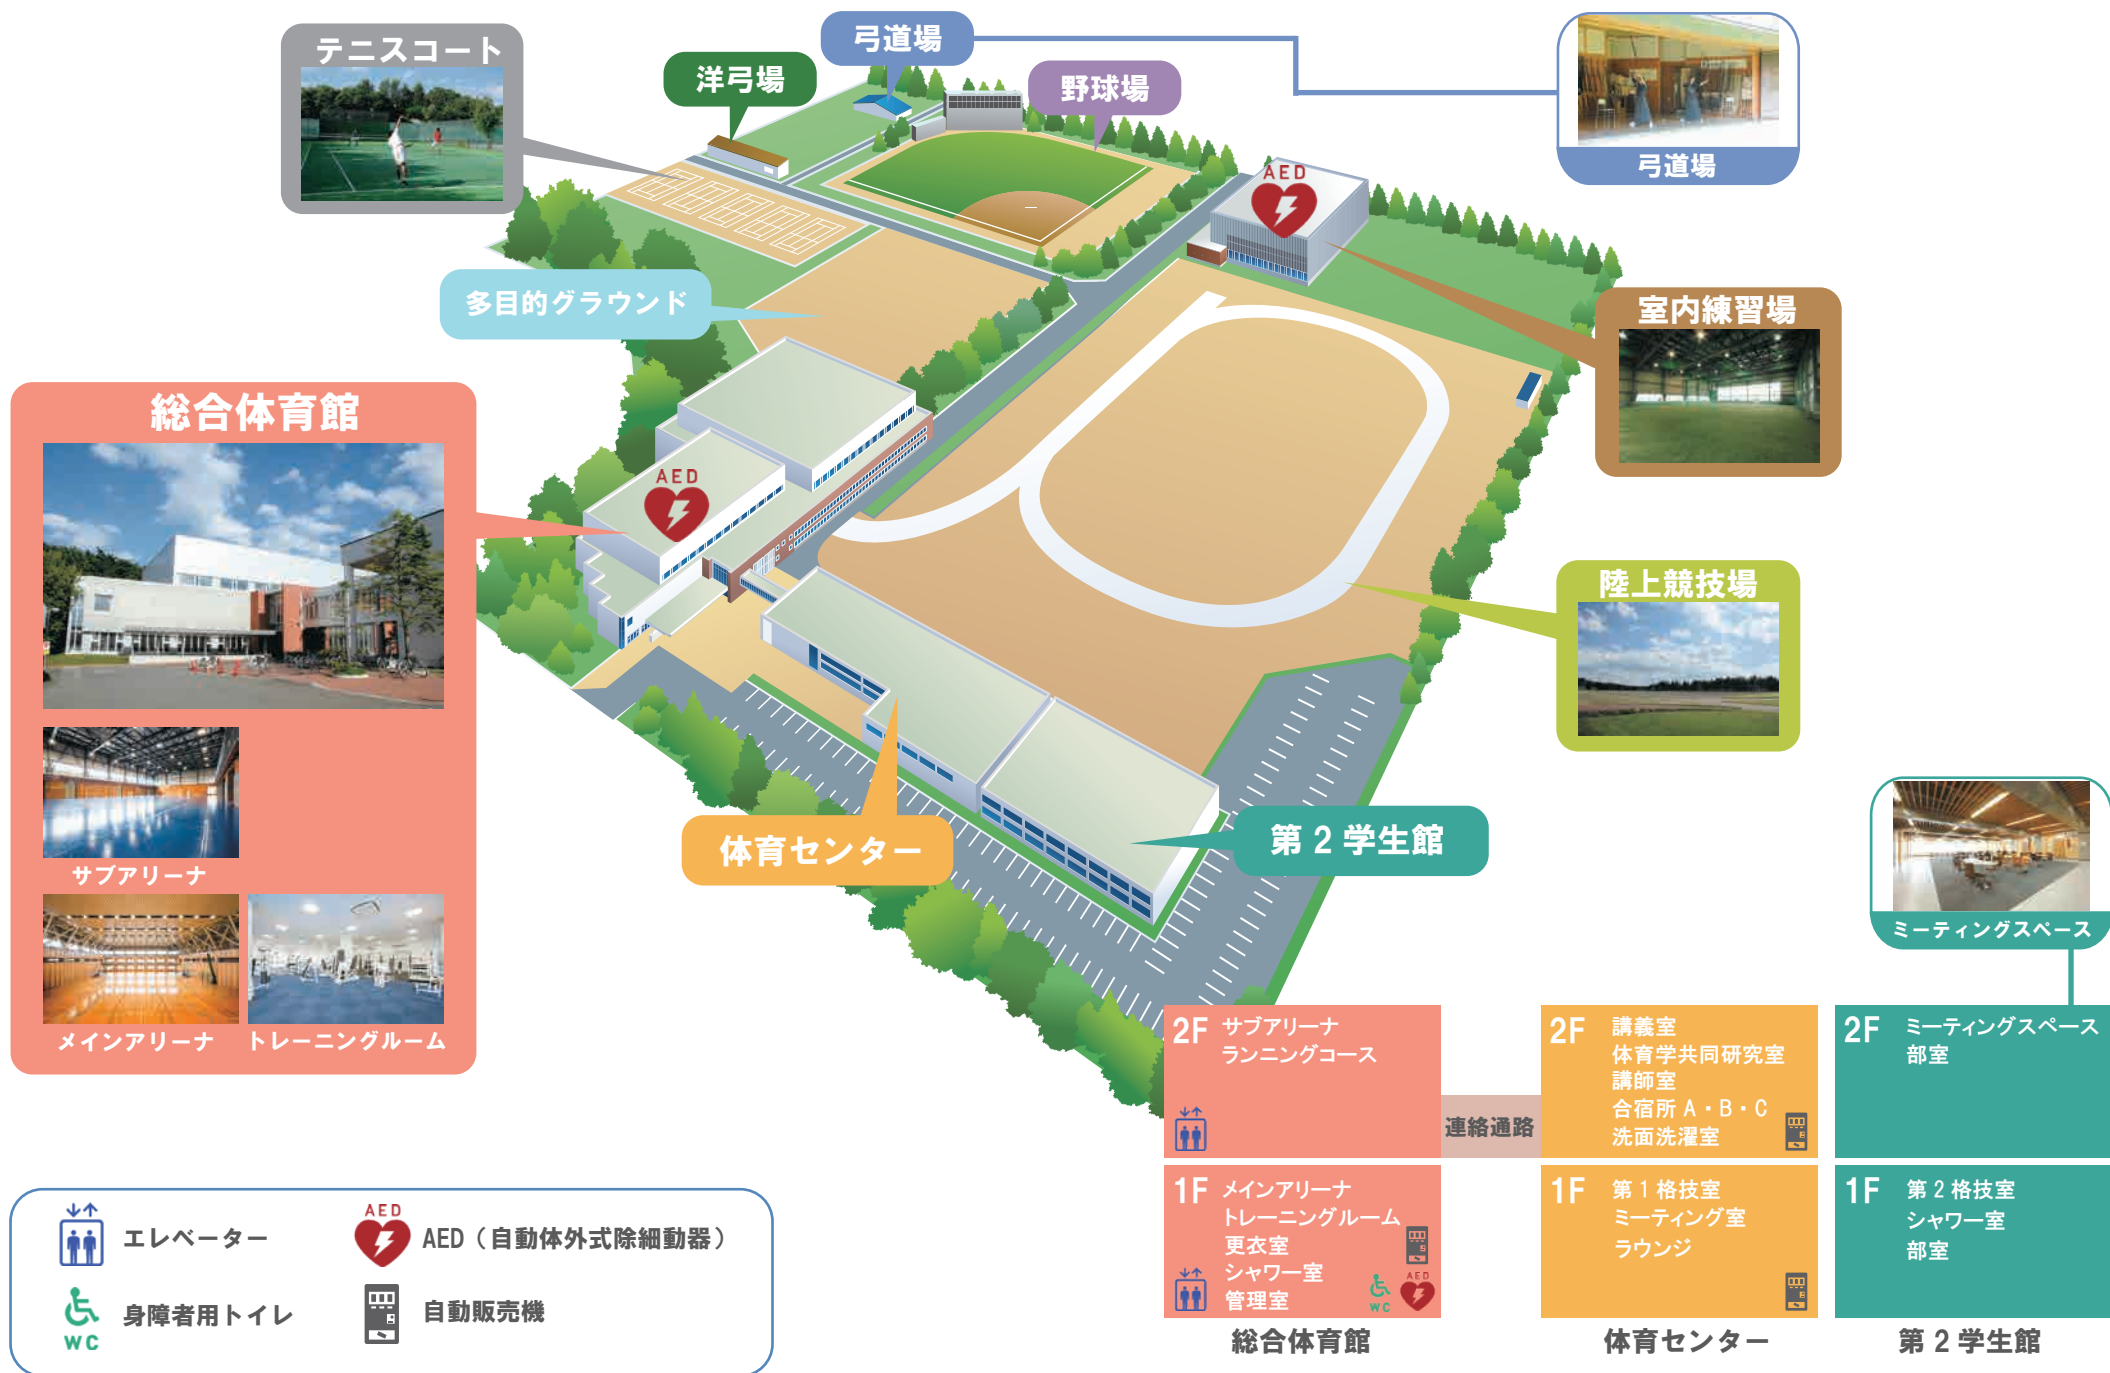 テニスコート
洋弓場
弓道場
野球場
弓道場
AED
多目的グラウンド
室内練習場
総合体育館
AED
陸上競技場
サブアリーナ
メインアリーナ
トレーニングルーム
体育センター
第2学生館
ミーティングスペース
2F サブアリーナ
ランニングコース
連絡通路
2F 講義室
体育学共同研究室
講師室
合宿所 A・B・C
洗面洗濯室
2F ミーティングスペース
部室
1F メインアリーナ
トレーニングルーム
更衣室
シャワー室
管理室
WC
AED
総合体育館
1F 第1格技室
ミーティング室
ラウンジ
体育センター
1F 第2格技室
シャワー室
部室
第2学生館
エレベーター
AED
AED（自動体外式除細動器）
WC
身障者用トイレ
自動販売機